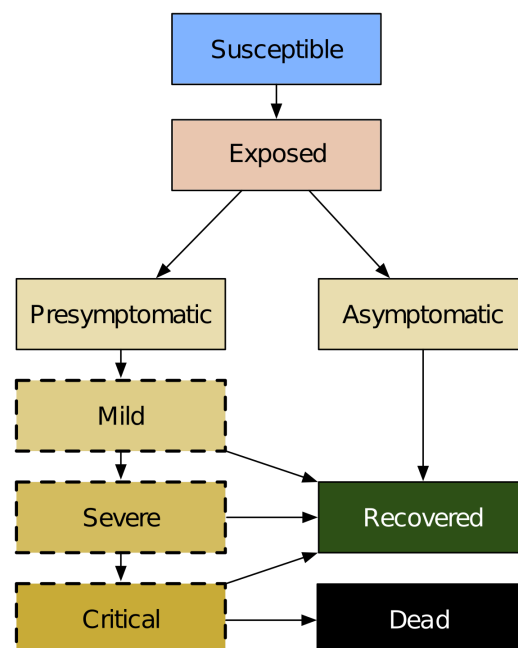 Susceptible
Exposed
Presymptomatic
Asymptomatic
Mild
Severe
Recovered
Critical
Dead